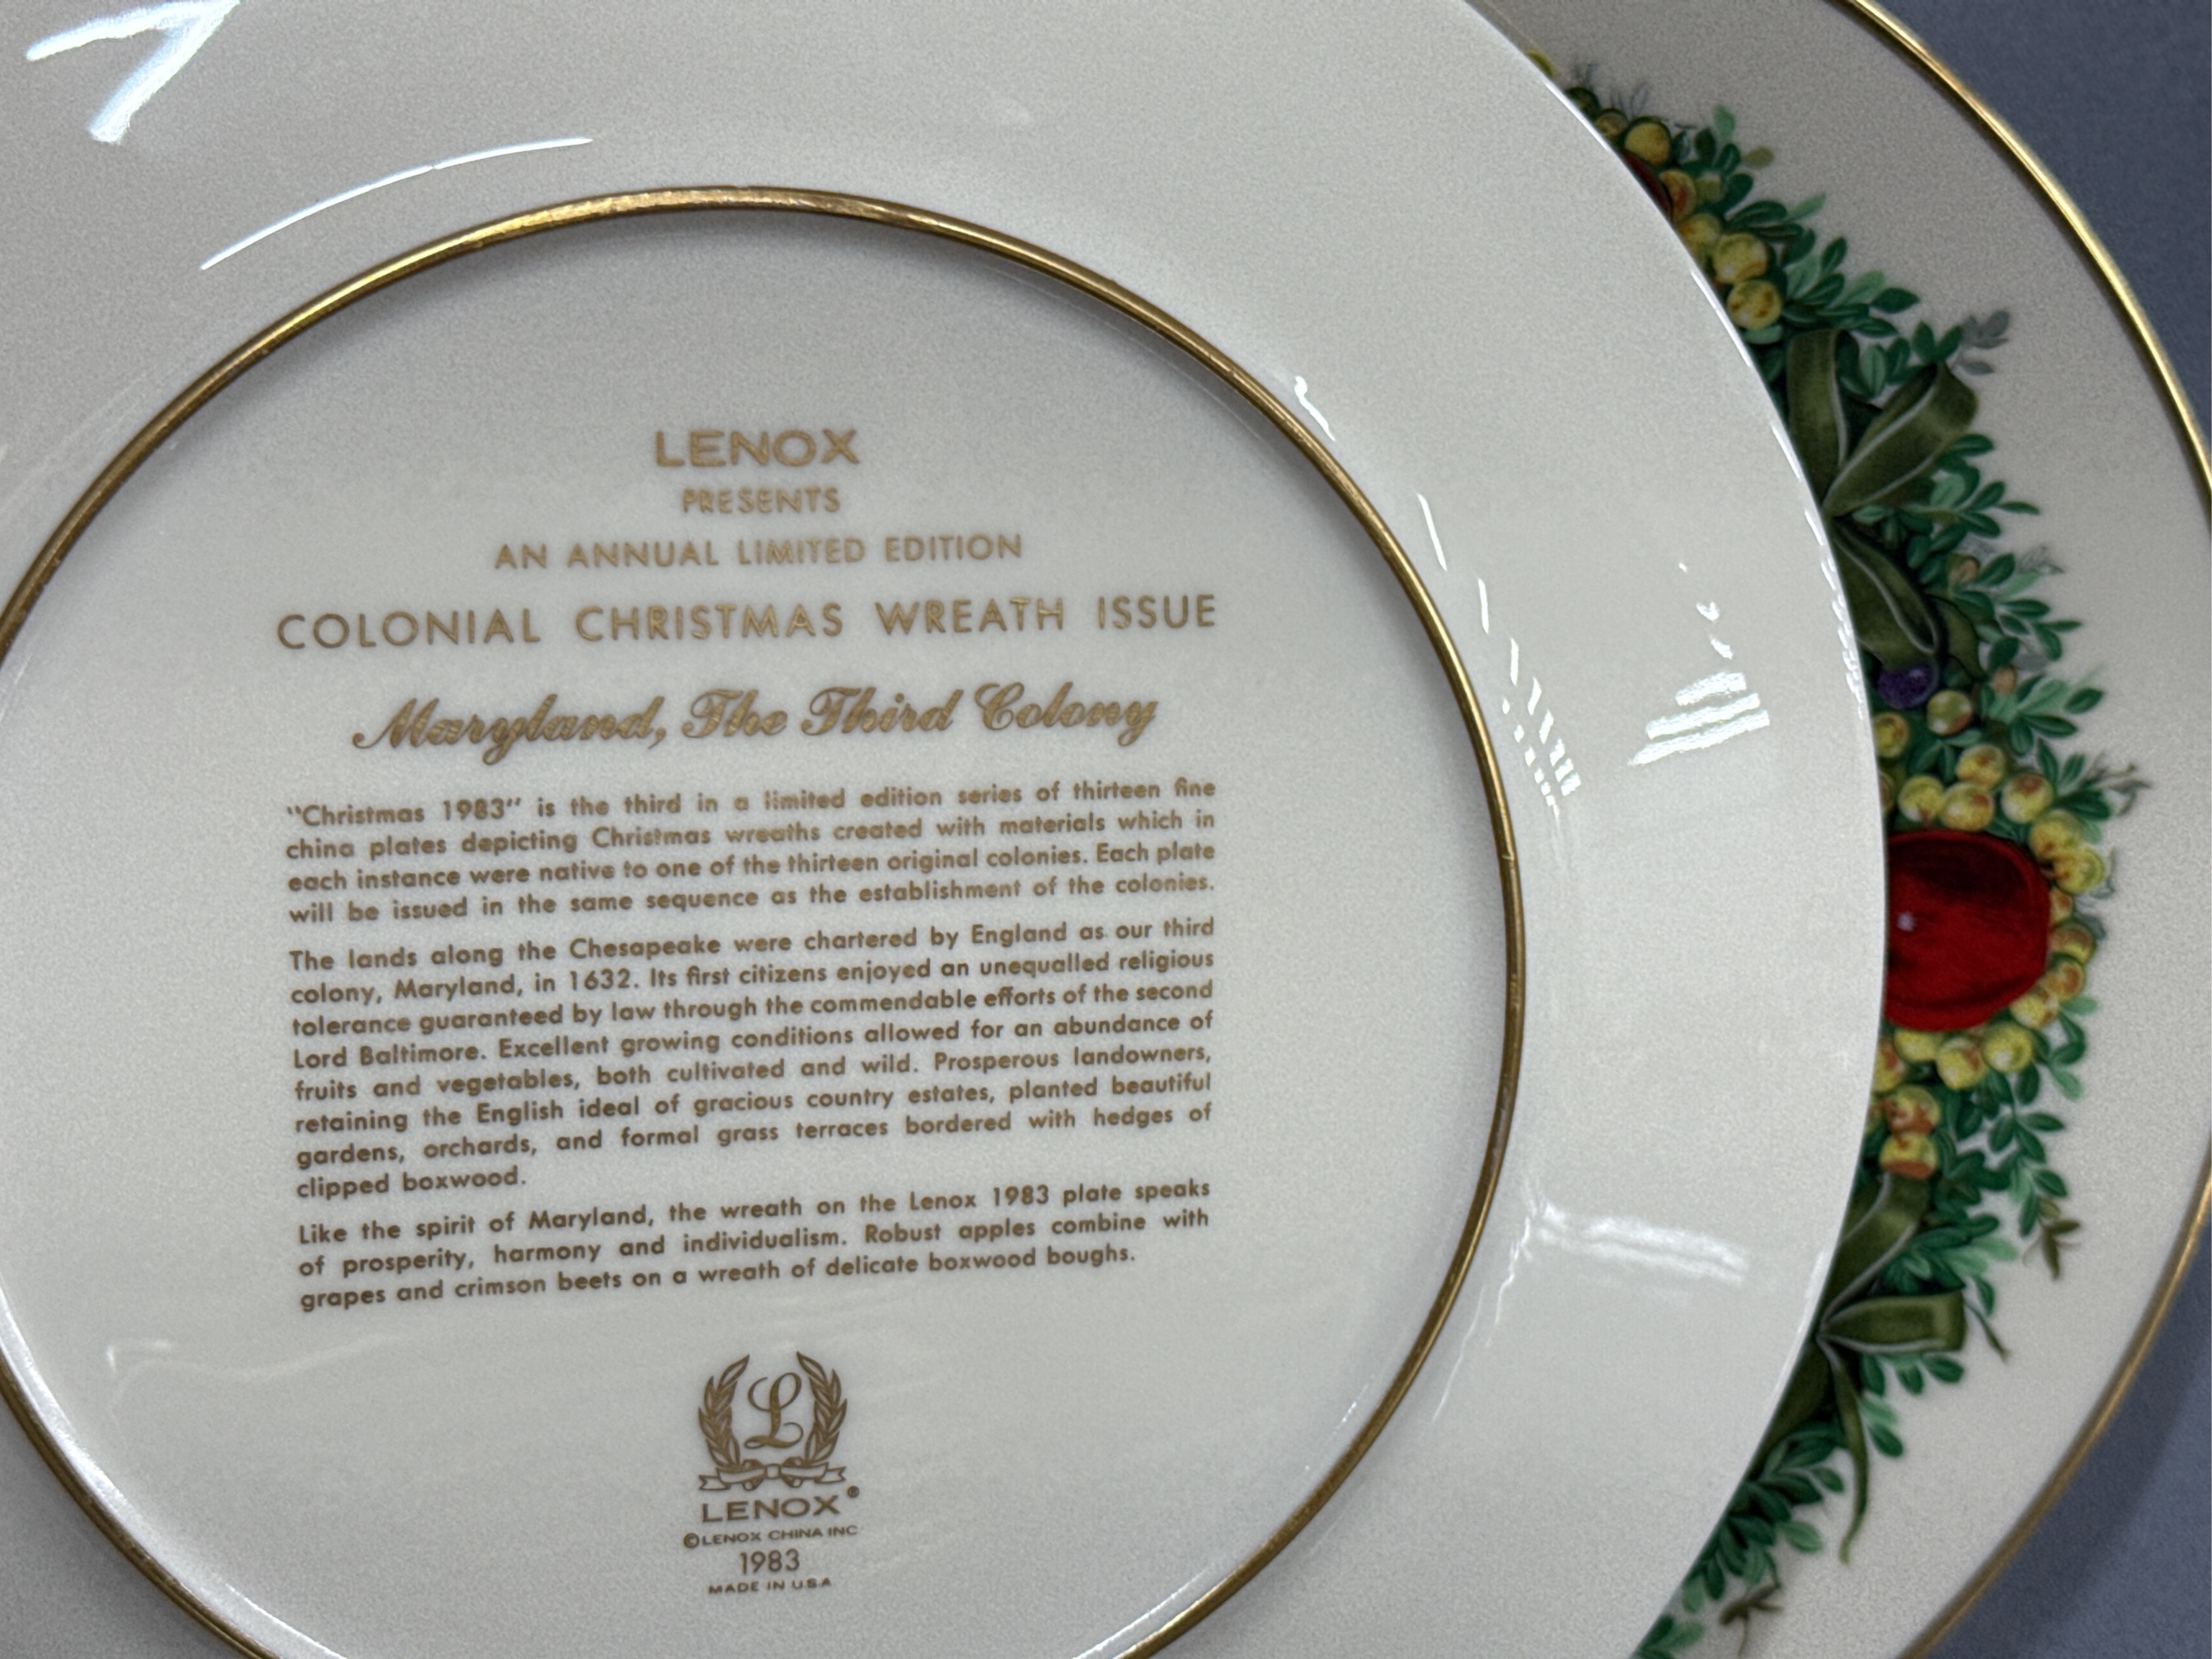 LENOX
PRESENTS
AN ANNUAL LIMITED EDITION
COLONIAL CHRISTMAS WREATH ISSUE
Maryland, The Third Colony
"Christmas 1983" is the third in a limited edition series of thirteen fine
china plates depicting Christmas wreaths created with materials which in
each instance were native to one of the thirteen original colonies. Each plate
will be issued in the same sequence as the establishment of the colonies.
The lands along the Chesapeake were chartered by England as our third
colony, Maryland, in 1632. Its first citizens enjoyed an unequalled religious
tolerance guaranteed by law through the commendable efforts of the second
Lord Baltimore. Excellent growing conditions allowed for an abundance of
fruits and vegetables, both cultivated and wild. Prosperous landowners,
retaining the English ideal of gracious country estates, planted beautiful
gardens, orchards, and formal grass terraces bordered with hedges of
clipped boxwood.
Like the spirit of Maryland, the wreath on the Lenox 1983 plate speaks
of prosperity, harmony and individualism. Robust apples combine with
grapes and crimson beets on a wreath of delicate boxwood boughs.
L
LENOX®
©LENOX CHINA INC
1983
MADE IN U.S.A